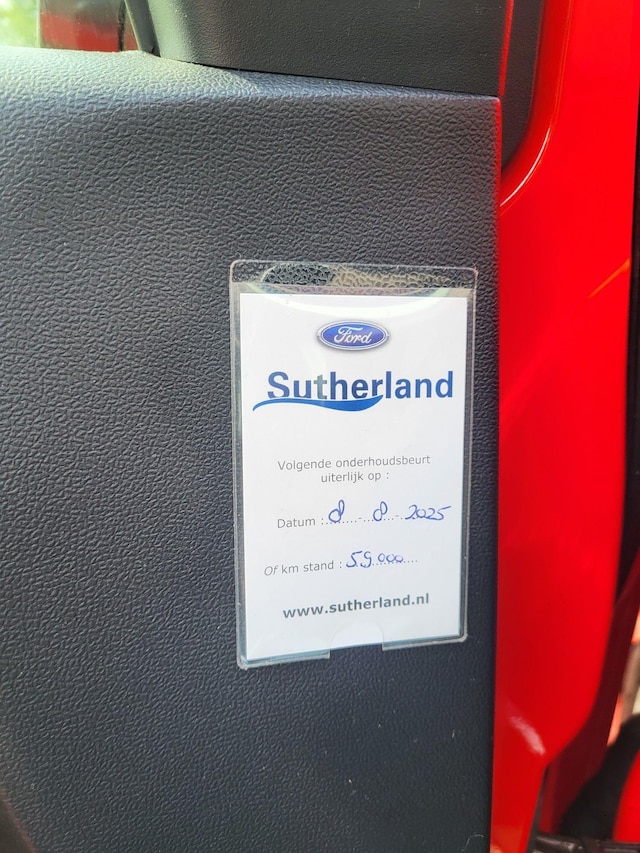 Ford
Sutherland
Volgende onderhoudsbeurt
uiterlijk op :
Datum :.8....-...8...-..2025
Of km stand : 59.000....
www.sutherland.nl